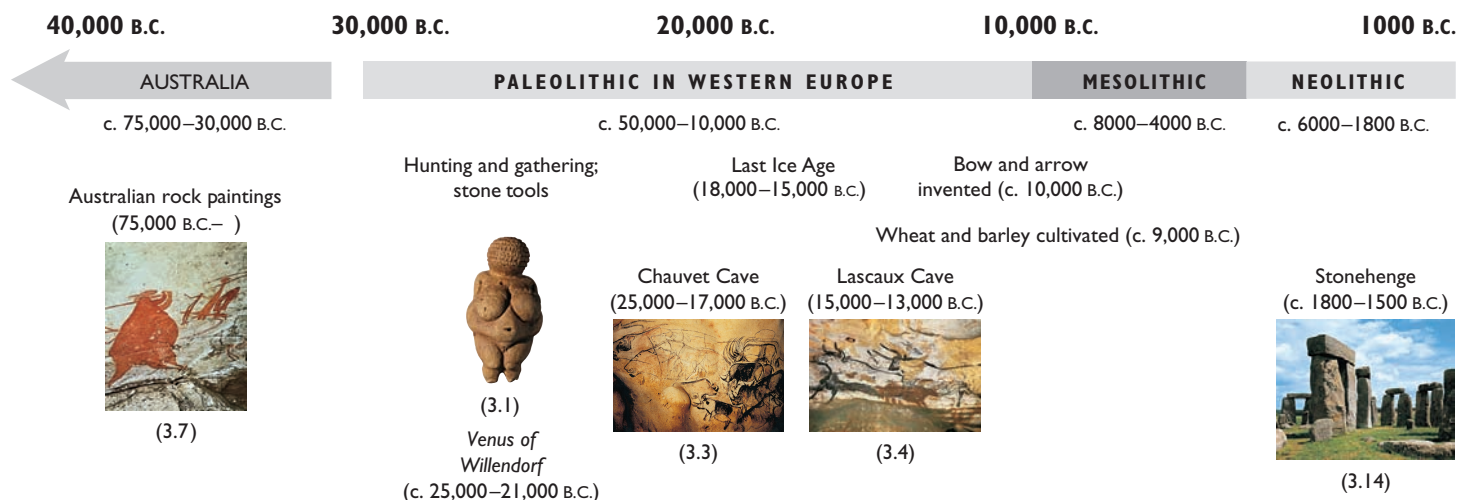 40,000 B.C. 30,000 B.C. 20,000 B.C. 10,000 B.C. 1000 B.C.
AUSTRALIA PALEOLITHIC IN WESTERN EUROPE MESOLITHIC NEOLITHIC
c. 75,000–30,000 B.C. c. 50,000–10,000 B.C. c. 8000–4000 B.C. c. 6000–1800 B.C.
Australian rock paintings
(75,000 B.C.– )
(3.7)
Hunting and gathering;
stone tools
(3.1)
Venus of
Willendorf
(c. 25,000–21,000 B.C.)
Last Ice Age
(18,000–15,000 B.C.)
Bow and arrow
invented (c. 10,000 B.C.)
Wheat and barley cultivated (c. 9,000 B.C.)
Chauvet Cave
(25,000–17,000 B.C.)
(3.3)
Lascaux Cave
(15,000–13,000 B.C.)
(3.4)
Stonehenge
(c. 1800–1500 B.C.)
(3.14)